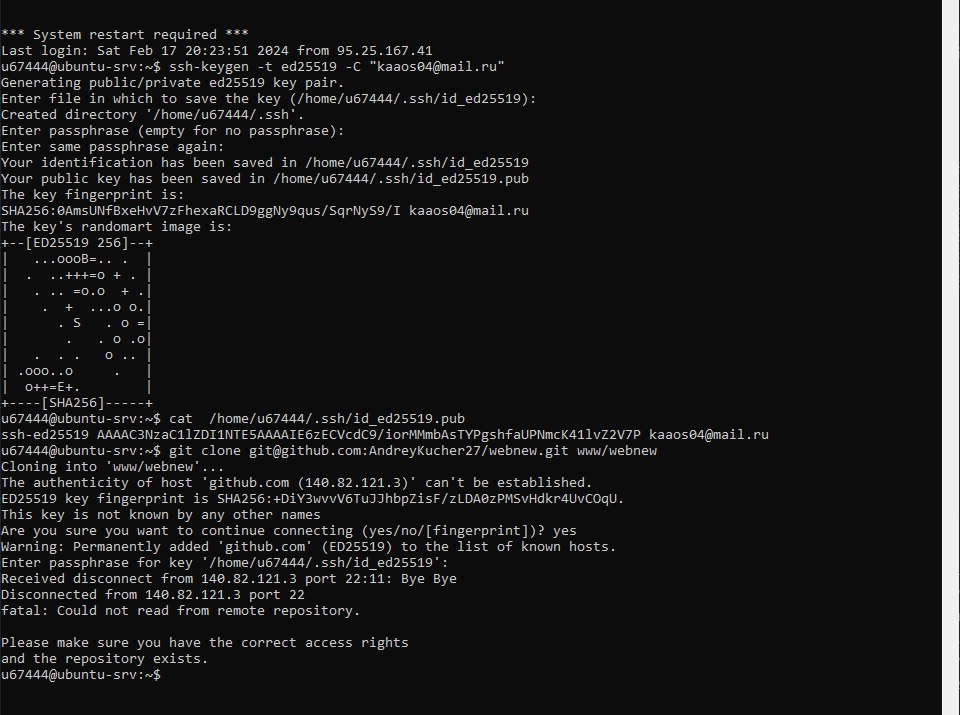 *** System restart required ***
Last login: Sat Feb 17 20:23:51 2024 from 95.25.167.41
u67444@ubuntu-srv:~$ ssh-keygen -t ed25519 -C "kaaos04@mail.ru"
Generating public/private ed25519 key pair.
Enter file in which to save the key (/home/u67444/.ssh/id_ed25519):
Created directory '/home/u67444/.ssh'.
Enter passphrase (empty for no passphrase):
Enter same passphrase again:
Your identification has been saved in /home/u67444/.ssh/id_ed25519
Your public key has been saved in /home/u67444/.ssh/id_ed25519.pub
The key fingerprint is:
SHA256:0AmsUNfBxeHvV7zFhexaRCLD9ggNy9qus/SqrNyS9/I kaaos04@mail.ru
The key's randomart image is:
+--[ED25519 256]--+
|   ...oooB=.. .  |
|  .  ..+++=o + . |
|   . .. =o.o  + .|
|    .  +  ...o o.|
|      . S   . o =|
|       .   . o .o|
|   .  . .   o .. |
| .ooo..o     .   |
|  o++=E+.        |
+----[SHA256]-----+
u67444@ubuntu-srv:~$ cat  /home/u67444/.ssh/id_ed25519.pub
ssh-ed25519 AAAAC3NzaC1lZDI1NTE5AAAAIE6zECVcdC9/iorMMmbAsTYPgshfaUPNmcK41lvZ2V7P kaaos04@mail.ru
u67444@ubuntu-srv:~$ git clone git@github.com:AndreyKucher27/webnew.git www/webnew
Cloning into 'www/webnew'...
The authenticity of host 'github.com (140.82.121.3)' can't be established.
ED25519 key fingerprint is SHA256:+DiY3wvvV6TuJJhbpZisF/zLDA0zPMSvHdkr4UvCOqU.
This key is not known by any other names
Are you sure you want to continue connecting (yes/no/[fingerprint])? yes
Warning: Permanently added 'github.com' (ED25519) to the list of known hosts.
Enter passphrase for key '/home/u67444/.ssh/id_ed25519':
Received disconnect from 140.82.121.3 port 22:11: Bye Bye
Disconnected from 140.82.121.3 port 22
fatal: Could not read from remote repository.

Please make sure you have the correct access rights
and the repository exists.
u67444@ubuntu-srv:~$